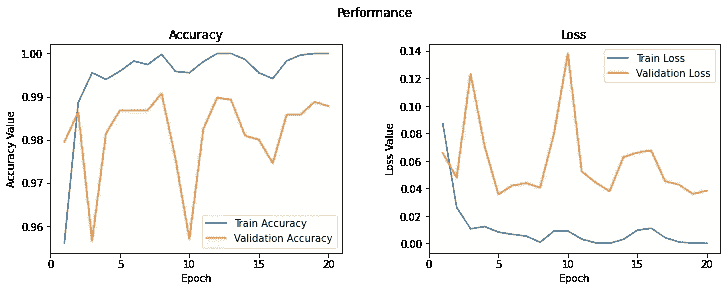 Performance
Accuracy
Accuracy Value
1.00
0.99
0.98
0.97
0.96
Train Accuracy
Validation Accuracy
0 5 10 15 20
Epoch
Loss
Loss Value
0.14
0.12
0.10
0.08
0.06
0.04
0.02
0.00
Train Loss
Validation Loss
0 5 10 15 20
Epoch